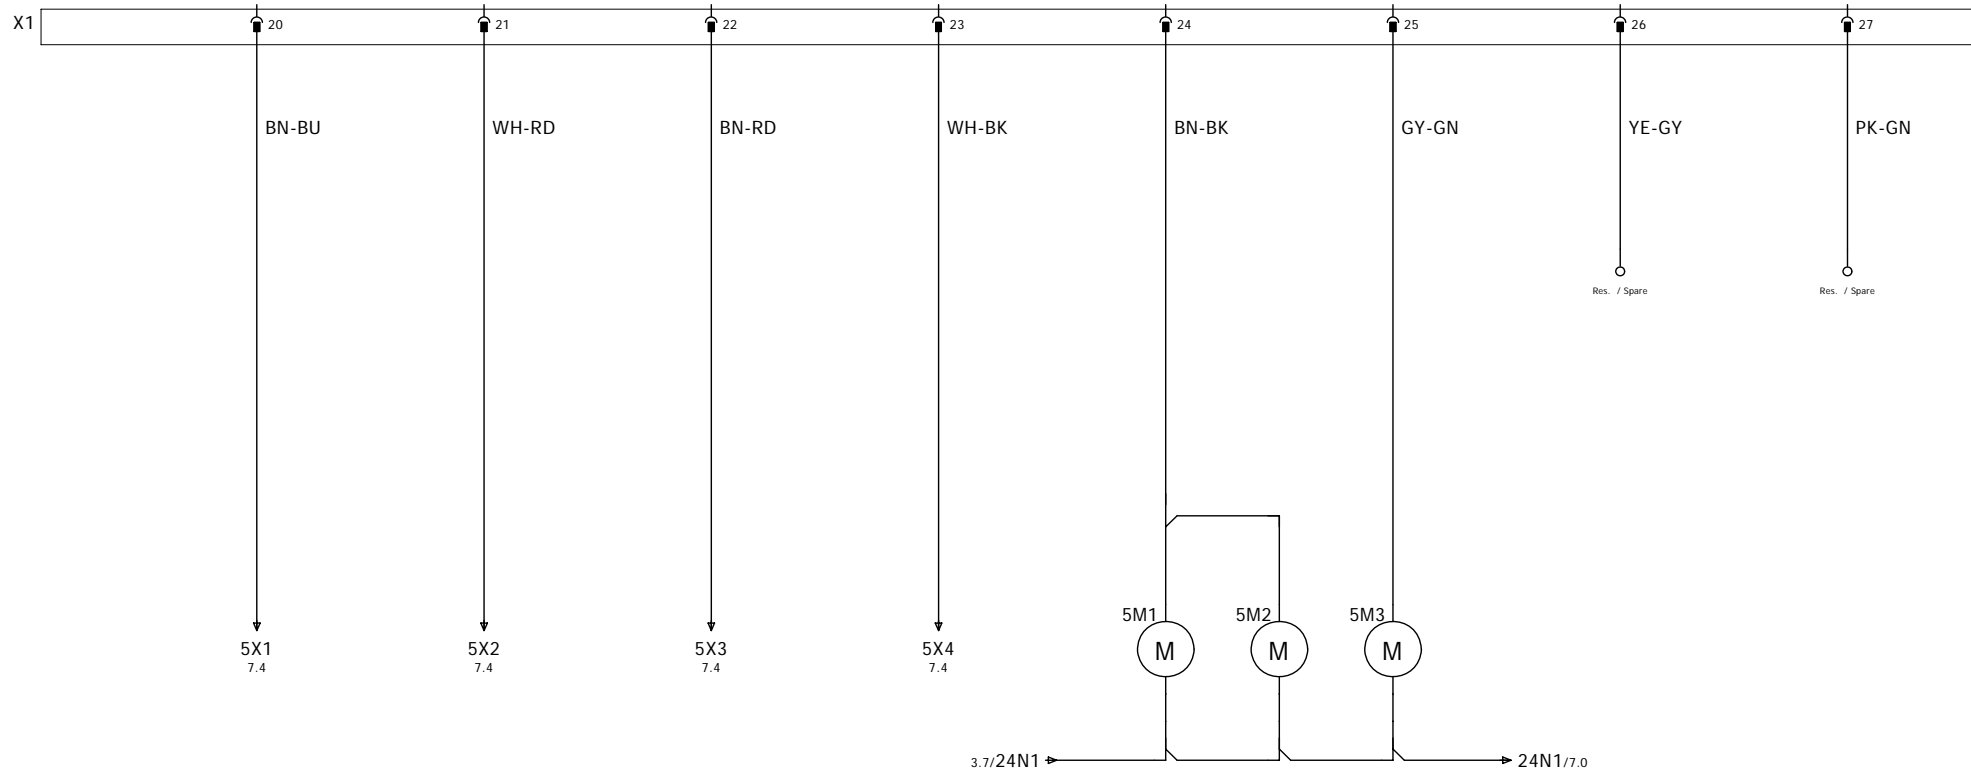 X1 20 21 22 23 24 25 26 27
BN-BU WH-RD BN-RD WH-BK BN-BK GY-GN YE-GY PK-GN
Res. / Spare Res. / Spare
5M1 5M2 5M3
5X1 5X2 5X3 5X4 M M M
7.4 7.4 7.4 7.4
3.7/24N1 24N1/7.0